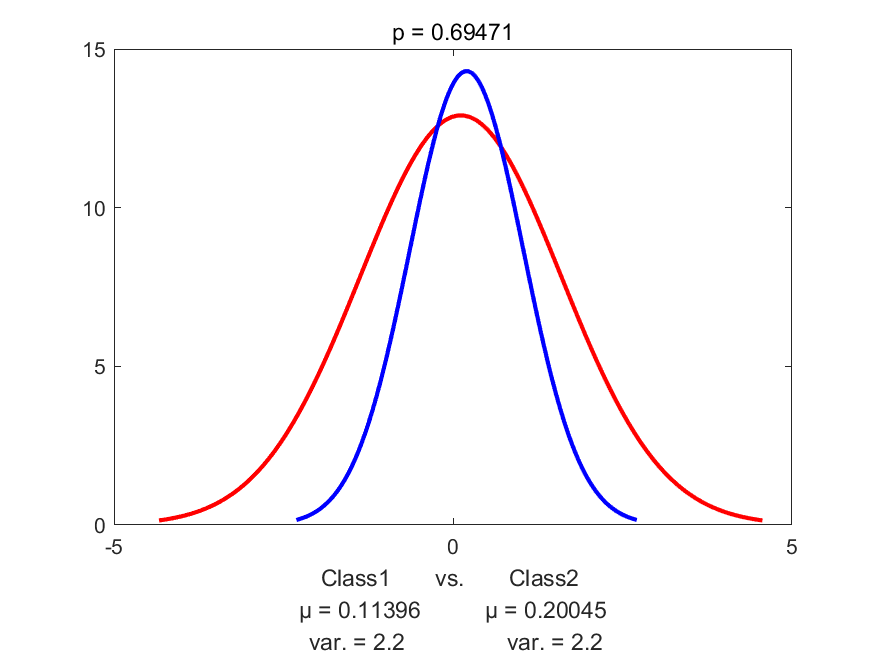 p = 0.69471
15
10
5
0
-5 0 5
Class1 vs. Class2
μ = 0.11396 μ = 0.20045
var. = 2.2 var. = 2.2